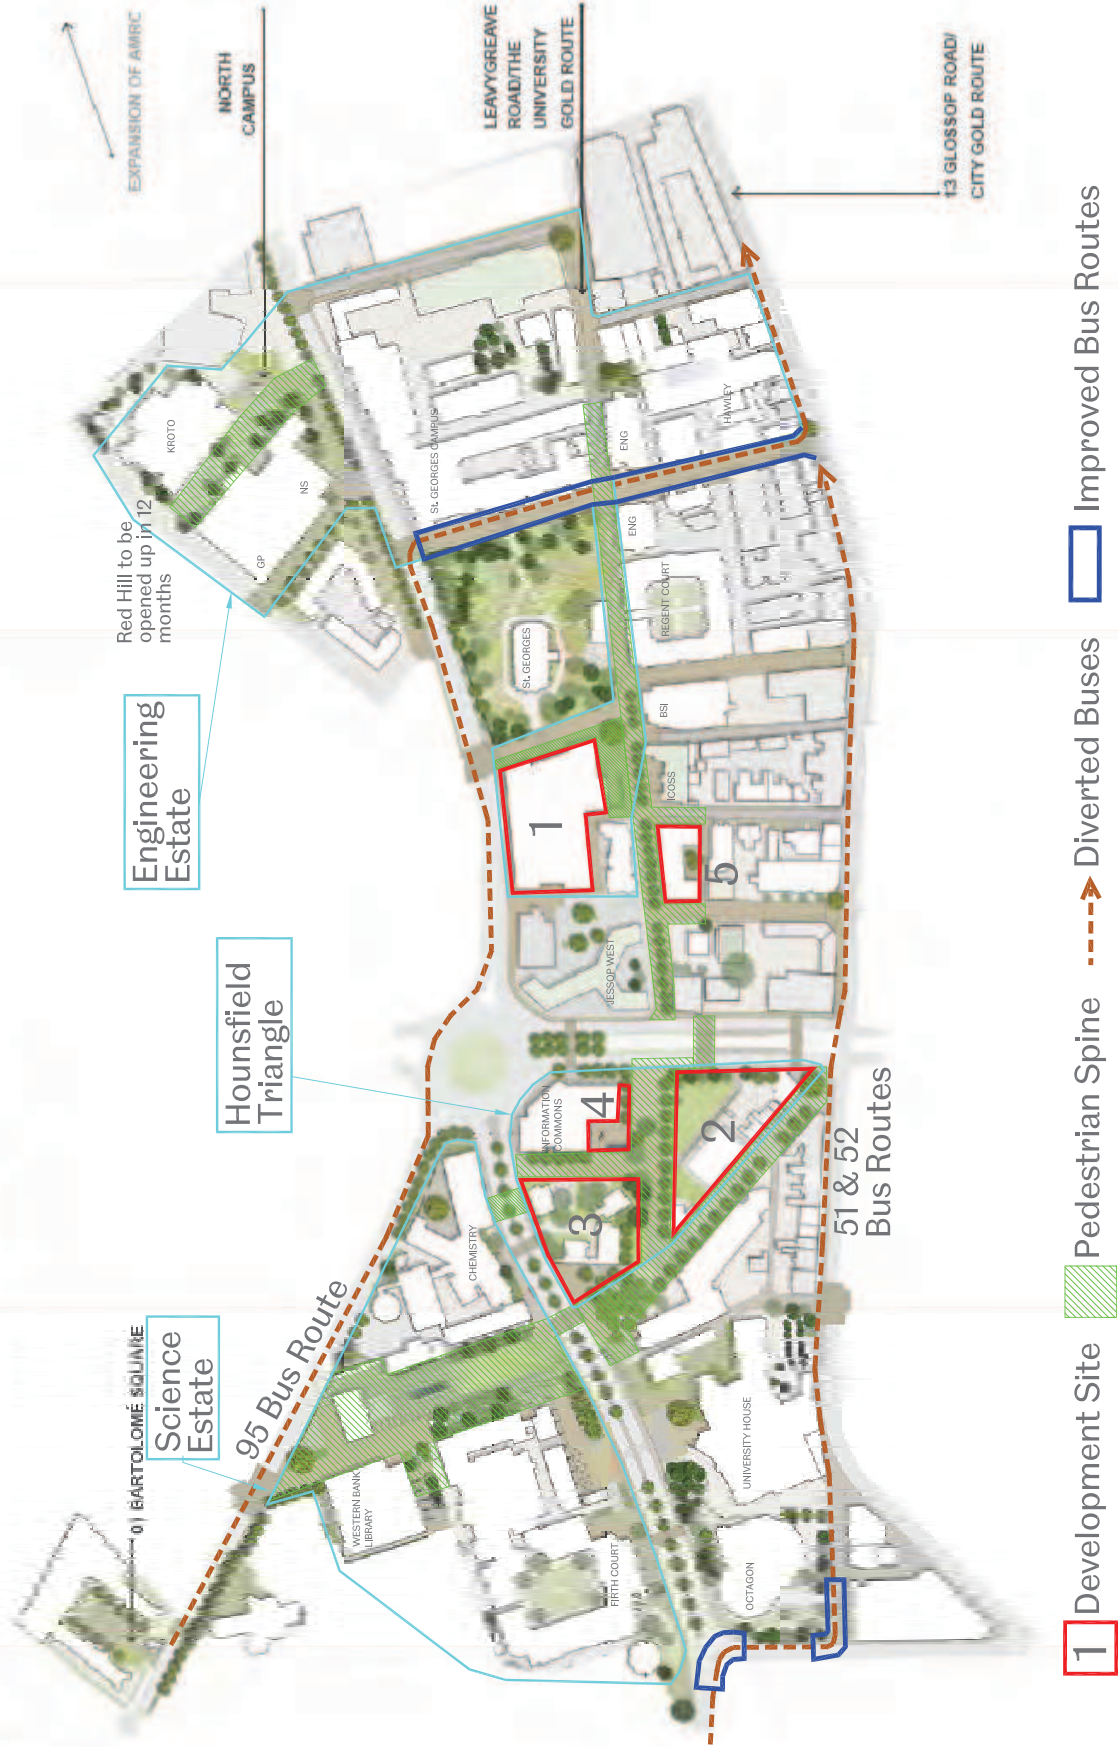 01 BARTOLOMÉ SQUARE
Science
Estate
95 Bus Route
WESTERN BANK
LIBRARY
FIRTH COURT
OCTAGON
UNIVERSITY HOUSE
CHEMISTRY
Hounsfield
Triangle
INFORMATION
COMMONS
3
4
2
51 & 52
Bus Routes
Engineering
Estate
JESSOP WEST
1
5
ICOSS
BSI
St. GEORGES
REGENT COURT
ENG
ENG
HAWLEY
St. GEORGES CAMPUS
Red Hill to be
opened up in 12
months
GP
NS
KROTO
EXPANSION OF AMRC
NORTH
CAMPUS
LEAVYGREAVE
ROAD/THE
UNIVERSITY
GOLD ROUTE
13 GLOSSOP ROAD/
CITY GOLD ROUTE
1 Development Site
Pedestrian Spine
Diverted Buses
Improved Bus Routes